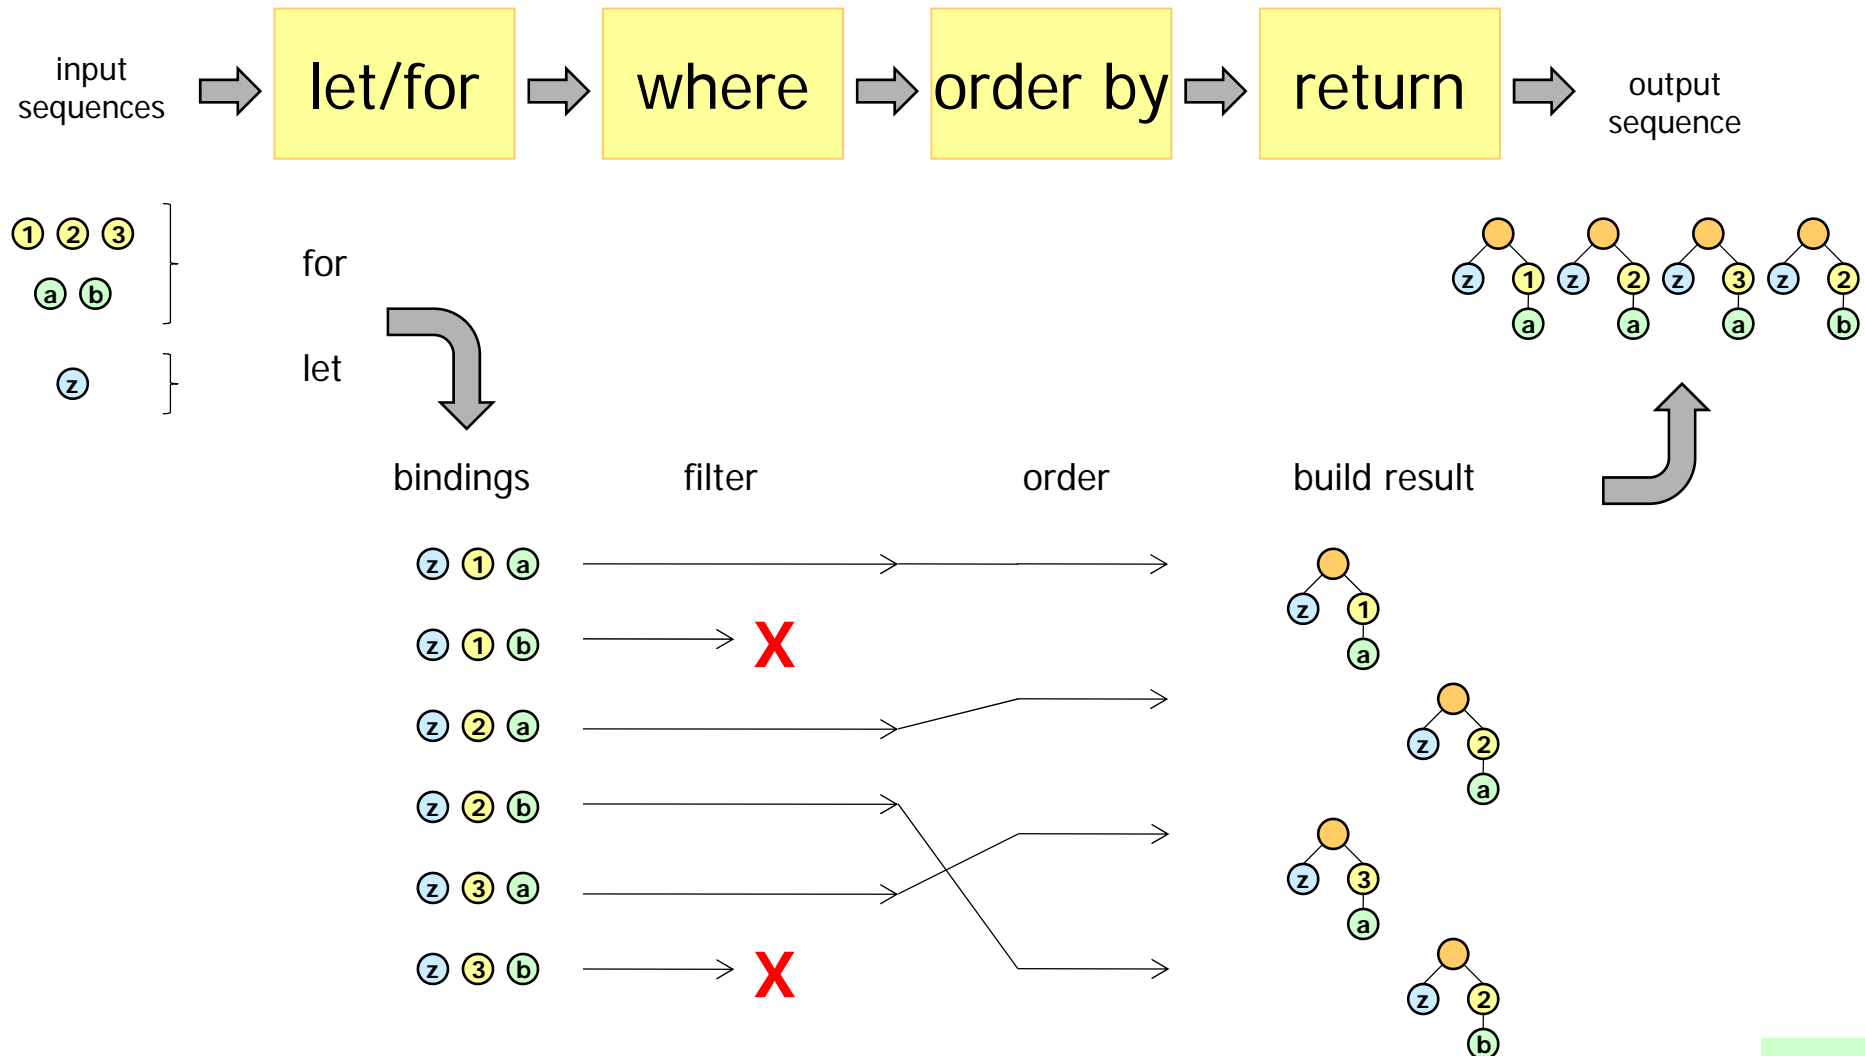 input
sequences
let/for
where
order by
return
output
sequence
1 2 3
a b
z
for
let
z 1 z 2 z 3 z 2
a a a b
bindings
filter
order
build result
z 1 a
z 1 b
X
z 2 a
z 2 b
z 3 a
z 3 b
X
z 1
a
z 2
a
z 3
a
z 2
b